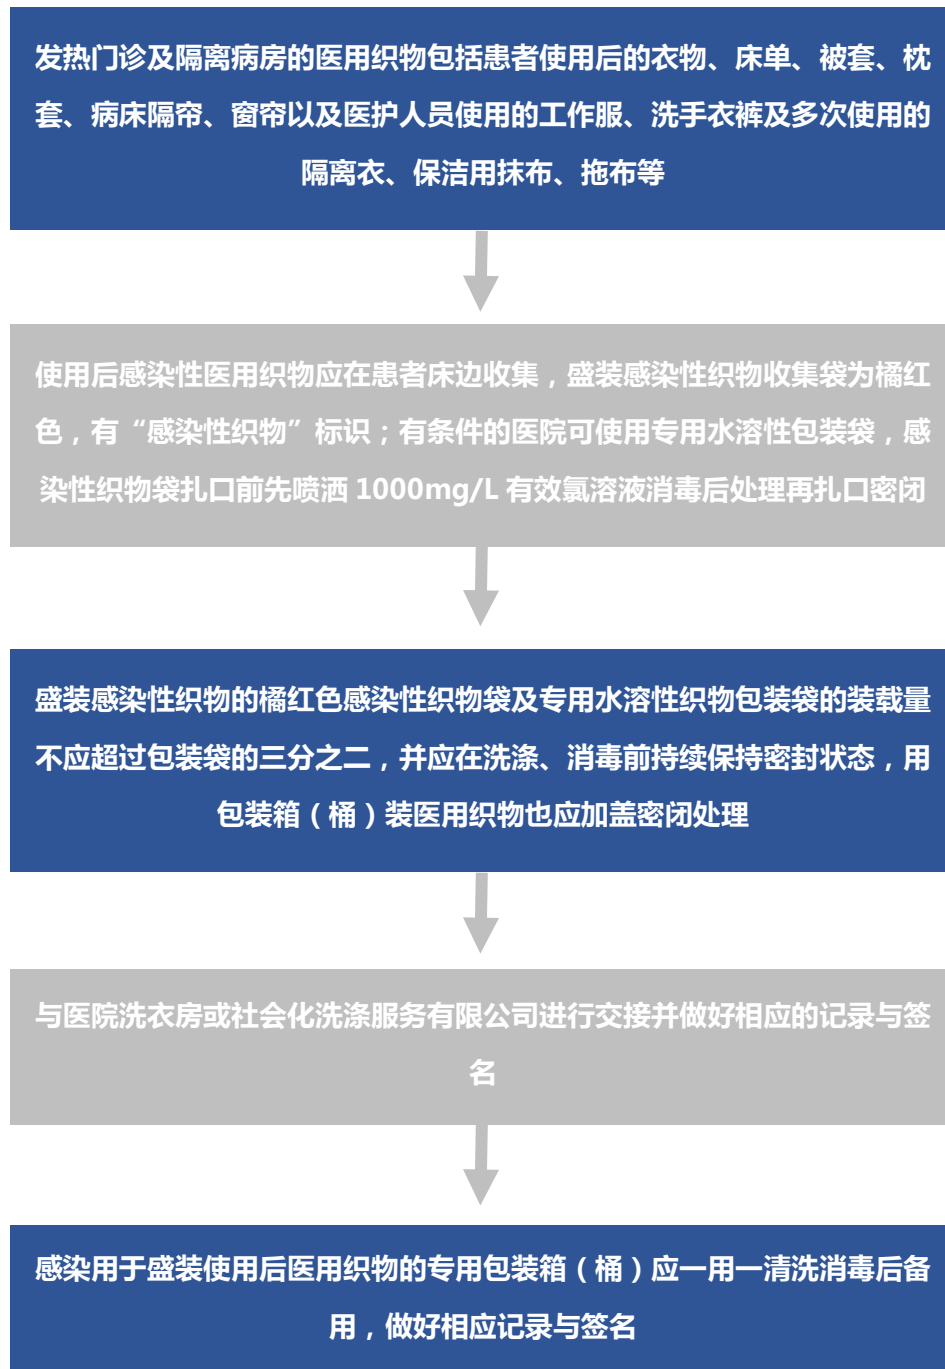 发热门诊及隔离病房的医用织物包括患者使用后的衣物、床单、被套、枕
套、病床隔帘、窗帘以及医护人员使用的工作服、洗手衣裤及多次使用的
隔离衣、保洁用抹布、拖布等
使用后感染性医用织物应在患者床边收集，盛装感染性织物收集袋为橘红
色，有“感染性织物”标识；有条件的医院可使用专用水溶性包装袋，感
染性织物袋扎口前先喷洒 1000mg/L 有效氯溶液消毒后处理再扎口密闭
盛装感染性织物的橘红色感染性织物袋及专用水溶性织物包装袋的装载量
不应超过包装袋的三分之二，并应在洗涤、消毒前持续保持密封状态，用
包装箱（桶）装医用织物也应加盖密闭处理
与医院洗衣房或社会化洗涤服务有限公司进行交接并做好相应的记录与签
名
感染用于盛装使用后医用织物的专用包装箱（桶）应一用一清洗消毒后备
用，做好相应记录与签名